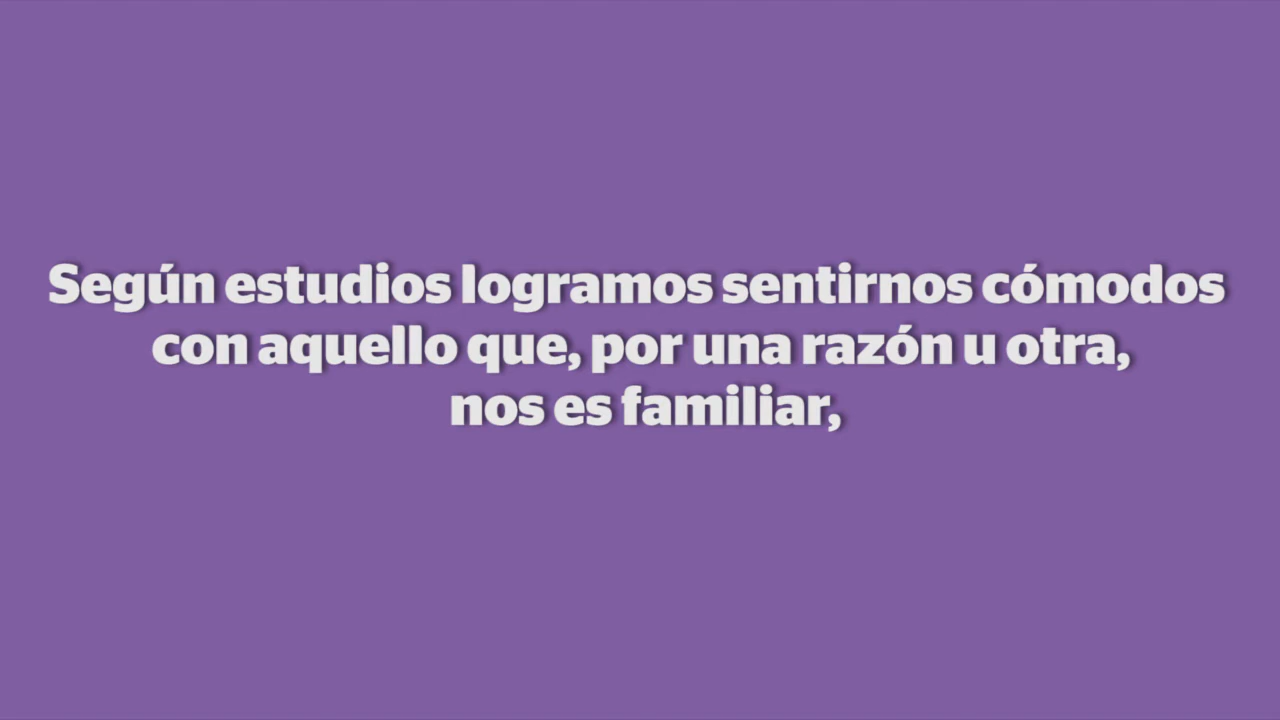 Según estudios logramos sentirnos cómodos
con aquello que, por una razón u otra,
nos es familiar,